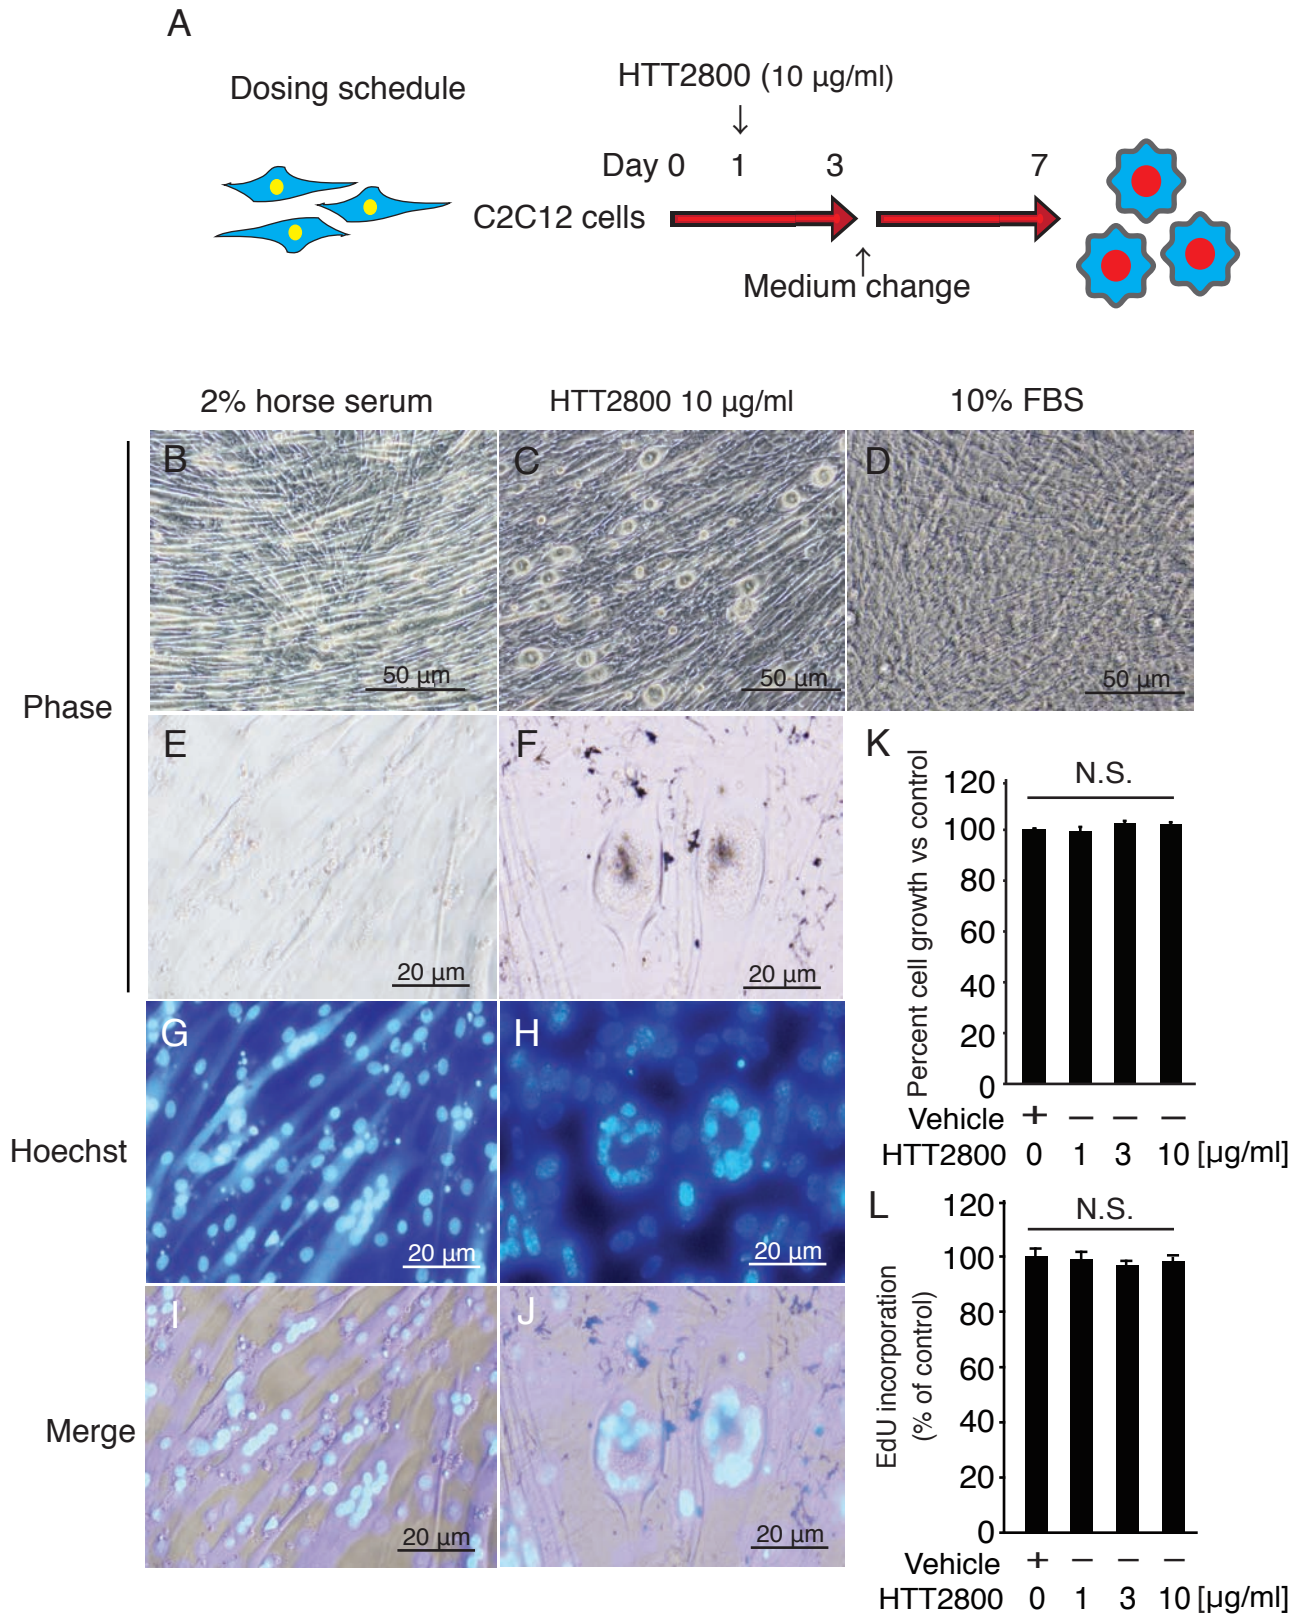 A
Dosing schedule
HTT2800 (10 µg/ml)
↓
Day 0 1 3 7
C2C12 cells
↑
Medium change
2% horse serum HTT2800 10 µg/ml 10% FBS
Phase
B 50 µm
C 50 µm
D 50 µm
E 20 µm
F 20 µm
Hoechst
G 20 µm
H 20 µm
Merge
I 20 µm
J 20 µm
K
Percent cell growth vs control
N.S.
120
100
80
60
40
20
0
Vehicle + − − −
HTT2800 0 1 3 10 [µg/ml]
L
EdU incorporation
(% of control)
N.S.
120
100
80
60
40
20
0
Vehicle + − − −
HTT2800 0 1 3 10 [µg/ml]